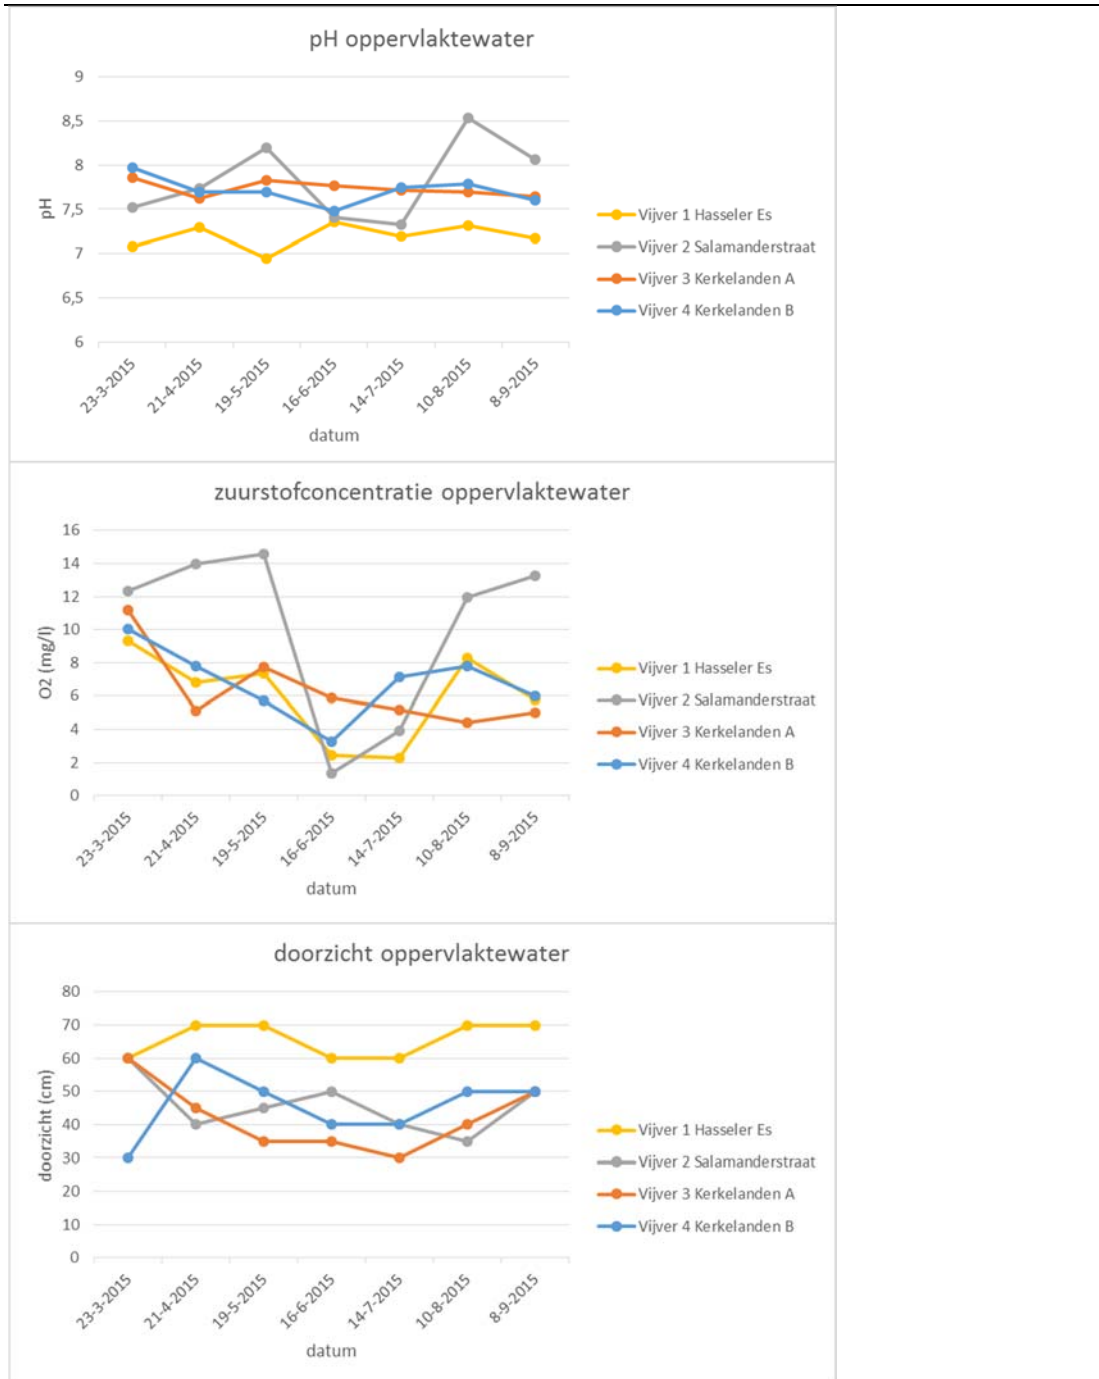 pH oppervlaktewater
9
8,5
8
7,5
7
6,5
6
pH
23-3-2015
21-4-2015
19-5-2015
16-6-2015
14-7-2015
10-8-2015
8-9-2015
datum
Vijver 1 Hasseler Es
Vijver 2 Salamanderstraat
Vijver 3 Kerkelanden A
Vijver 4 Kerkelanden B
zuurstofconcentratie oppervlaktewater
16
14
12
10
8
6
4
2
0
O2 (mg/l)
23-3-2015
21-4-2015
19-5-2015
16-6-2015
14-7-2015
10-8-2015
8-9-2015
datum
Vijver 1 Hasseler Es
Vijver 2 Salamanderstraat
Vijver 3 Kerkelanden A
Vijver 4 Kerkelanden B
doorzicht oppervlaktewater
80
70
60
50
40
30
20
10
0
doorzicht (cm)
23-3-2015
21-4-2015
19-5-2015
16-6-2015
14-7-2015
10-8-2015
8-9-2015
datum
Vijver 1 Hasseler Es
Vijver 2 Salamanderstraat
Vijver 3 Kerkelanden A
Vijver 4 Kerkelanden B